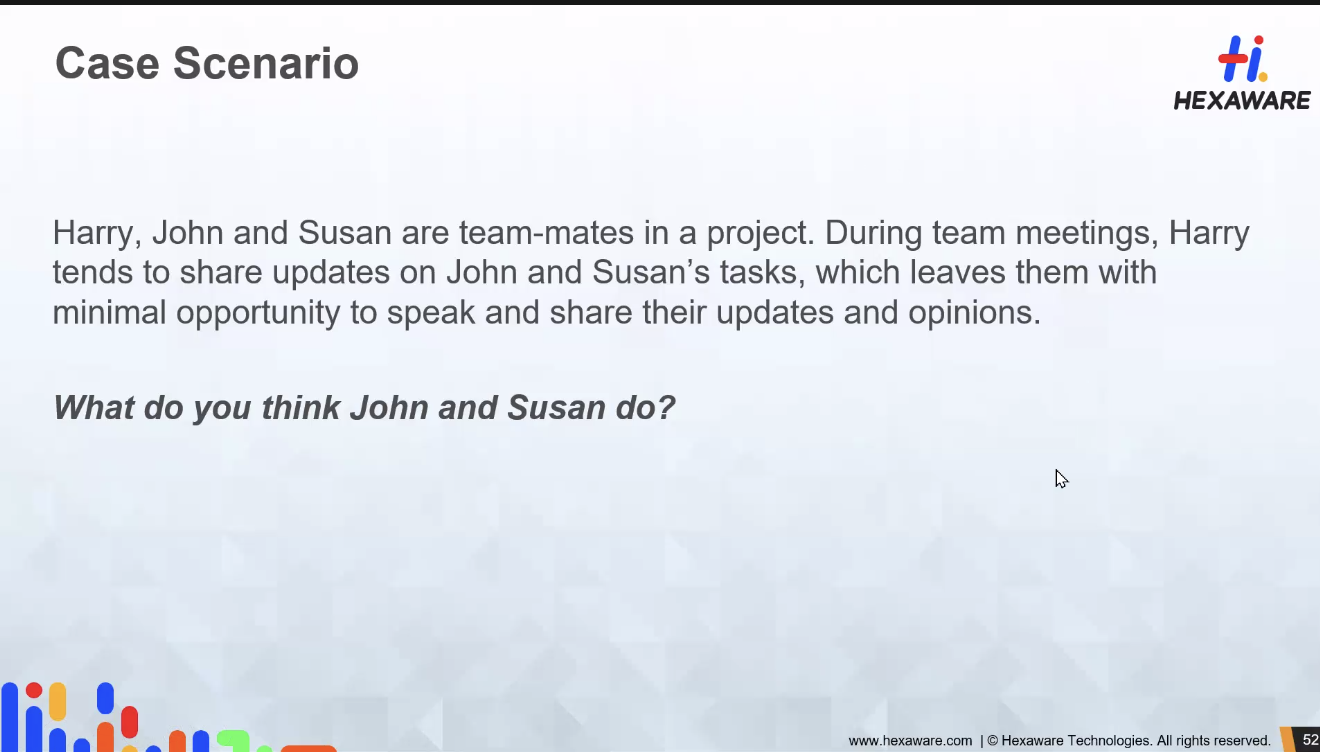 Case Scenario
HEXAWARE
Harry, John and Susan are team-mates in a project. During team meetings, Harry
tends to share updates on John and Susan’s tasks, which leaves them with
minimal opportunity to speak and share their updates and opinions.
What do you think John and Susan do?
www.hexaware.com | © Hexaware Technologies. All rights reserved. 52